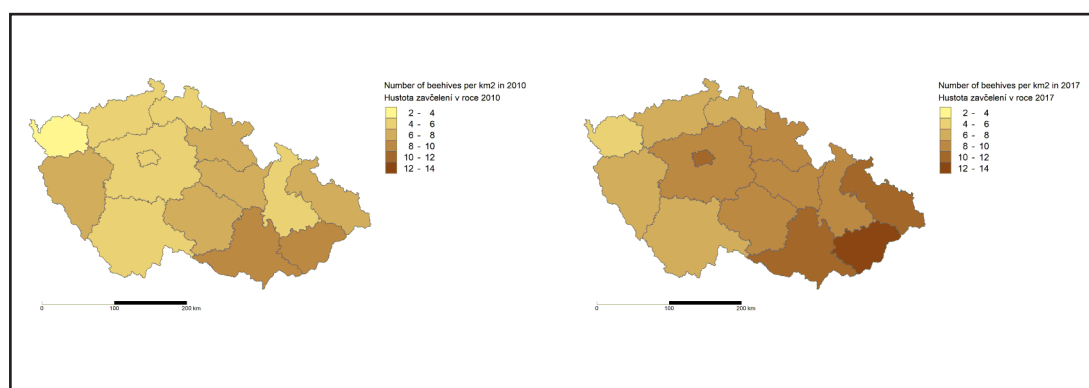 Number of beehives per km2 in 2010
Hustota zavčelení v roce 2010
2 - 4
4 - 6
6 - 8
8 - 10
10 - 12
12 - 14
0 100 200 km
Number of beehives per km2 in 2017
Hustota zavčelení v roce 2017
2 - 4
4 - 6
6 - 8
8 - 10
10 - 12
12 - 14
0 100 200 km